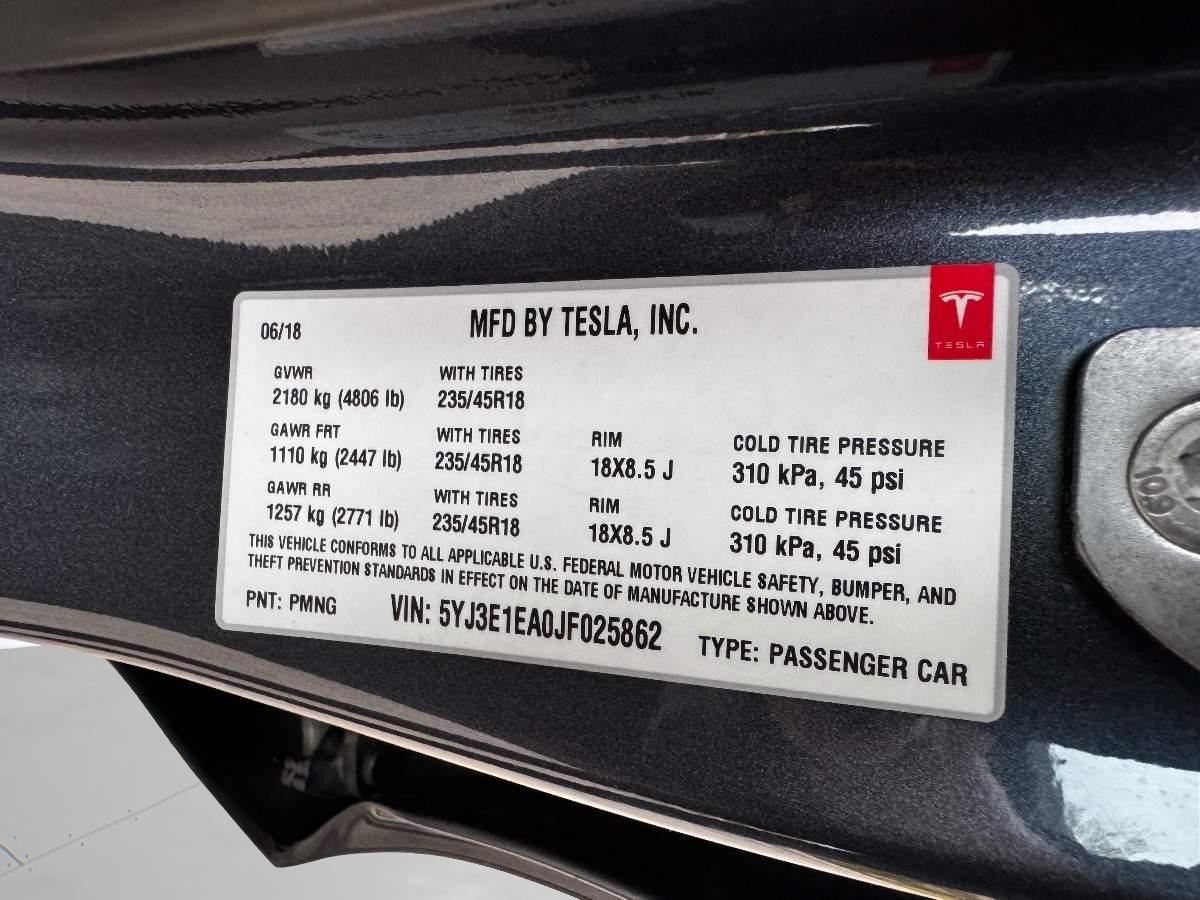 06/18 MFD BY TESLA, INC.
TESLA
GVWR WITH TIRES
2180 kg (4806 lb) 235/45R18
GAWR FRT WITH TIRES RIM COLD TIRE PRESSURE
1110 kg (2447 lb) 235/45R18 18X8.5 J 310 kPa, 45 psi
GAWR RR WITH TIRES RIM COLD TIRE PRESSURE
1257 kg (2771 lb) 235/45R18 18X8.5 J 310 kPa, 45 psi
THIS VEHICLE CONFORMS TO ALL APPLICABLE U.S. FEDERAL MOTOR VEHICLE SAFETY, BUMPER, AND
THEFT PREVENTION STANDARDS IN EFFECT ON THE DATE OF MANUFACTURE SHOWN ABOVE.
PNT: PMNG VIN: 5YJ3E1EA0JF025862 TYPE: PASSENGER CAR